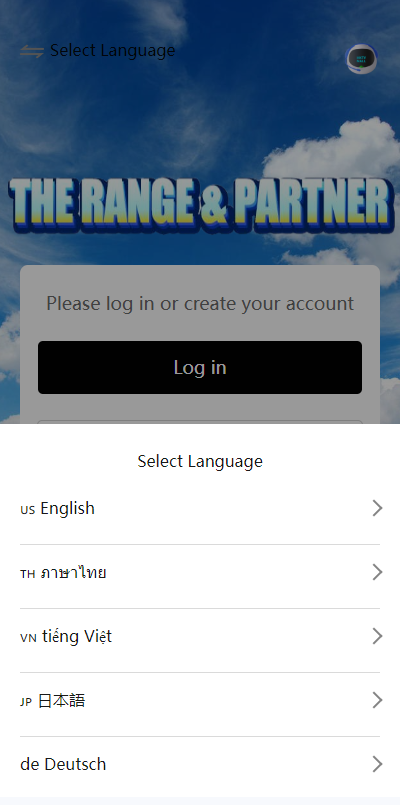 Select Language
THE RANGE & PARTNER
Please log in or create your account
Log in
Select Language
US English
TH ภาษาไทย
VN tiếng Việt
JP 日本語
de Deutsch